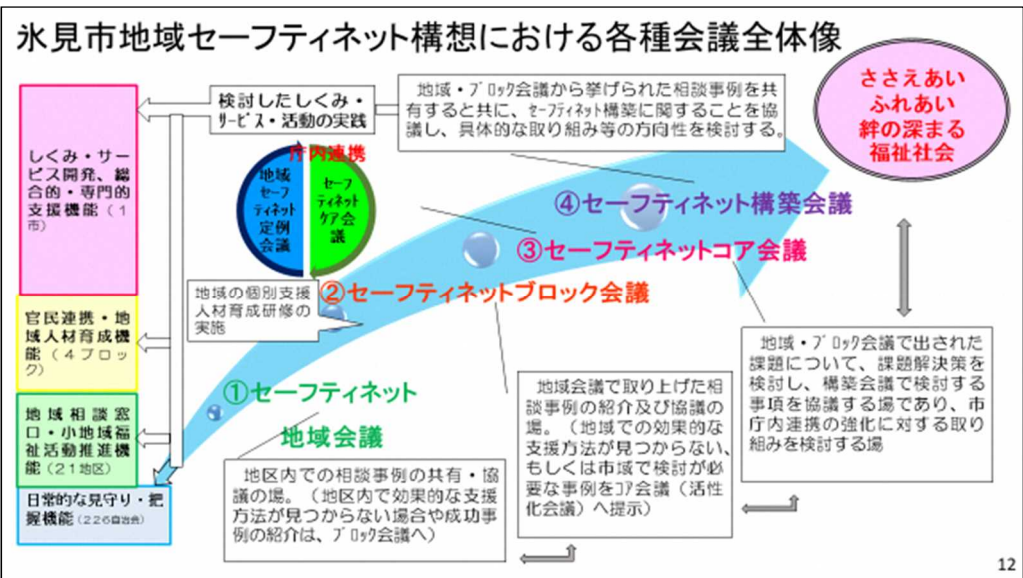 氷見市地域セーフティネット構想における各種会議全体像
ささえあい
ふれあい
絆の深まる
福祉社会
地域・ブロック会議から挙げられた相談事例を共
有すると共に、セーフティネット構築に関することを協
議し、具体的な取り組み等の方向性を検討する。
検討したしくみ・
サービス・活動の実践
庁内連携
地域
セーフ
ティネット
定例
会議
セーフ
ティネット
ケア会
議
しくみ・サー
ビス開発、総
合的・専門的
支援機能（１
市）
④セーフティネット構築会議
③セーフティネットコア会議
②セーフティネットブロック会議
地域の個別支援
人材育成研修の
実施
官民連携・地
域人材育成機
能（４ブロッ
ク）
①セーフティネット
地域会議
地域相談窓
口・小地域福
祉活動推進機
能（21地区）
日常的な見守り・把
握機能（226自治会）
地区内での相談事例の共有・協
議の場。（地区内で効果的な支援
方法が見つからない場合や成功事
例の紹介は、ブロック会議へ）
地域会議で取り上げた相
談事例の紹介及び協議の
場。（地域での効果的な
支援方法が見つからない、
もしくは市域で検討が必
要な事例をコア会議（活性
化会議）へ提示）
地域・ブロック会議で出された
課題について、課題解決策を
検討し、構築会議で検討する
事項を協議する場であり、市
庁内連携の強化に対する取り
組みを検討する場
12